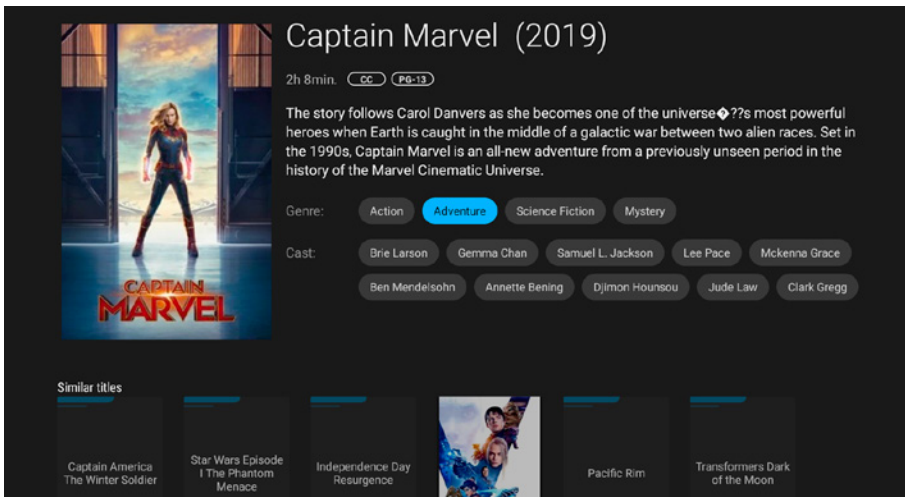 Captain Marvel (2019)
2h 8min. CC PG-13
The story follows Carol Danvers as she becomes one of the universe�??s most powerful
heroes when Earth is caught in the middle of a galactic war between two alien races. Set in
the 1990s, Captain Marvel is an all-new adventure from a previously unseen period in the
history of the Marvel Cinematic Universe.
Genre: Action Adventure Science Fiction Mystery
Cast: Brie Larson Gemma Chan Samuel L. Jackson Lee Pace Mckenna Grace
Ben Mendelsohn Annette Bening Djimon Hounsou Jude Law Clark Gregg
CAPTAIN
MARVEL
Similar titles
Captain America
The Winter Soldier
Star Wars Episode
I The Phantom
Menace
Independence Day
Resurgence
Pacific Rim
Transformers Dark
of the Moon